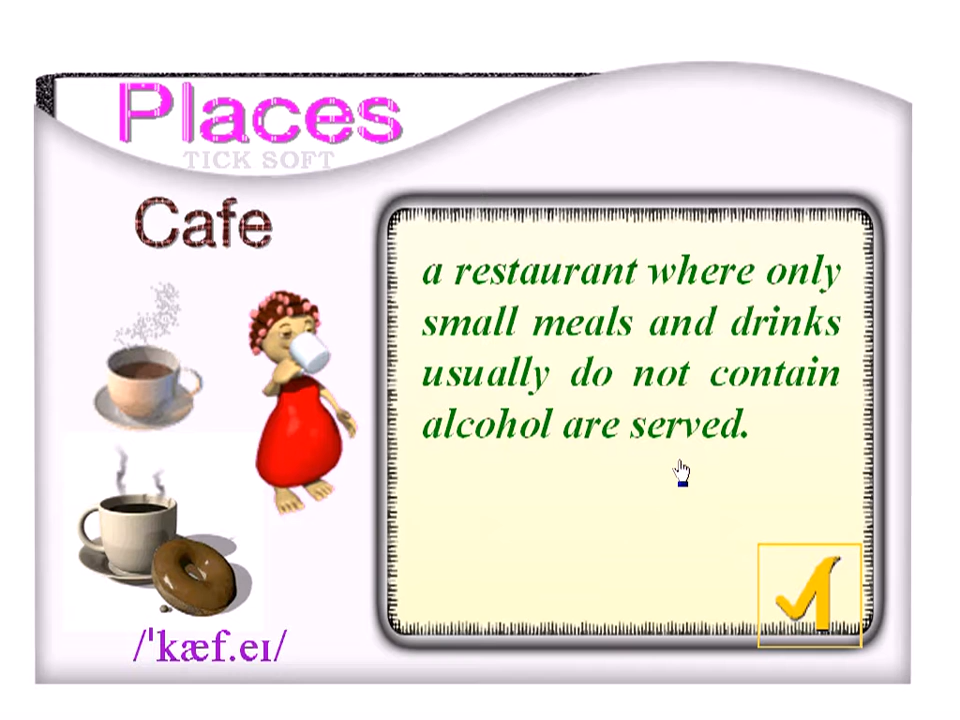 Places
TICK SOFT
Cafe
a restaurant where only
small meals and drinks
usually do not contain
alcohol are served.
/ˈkæf.eɪ/